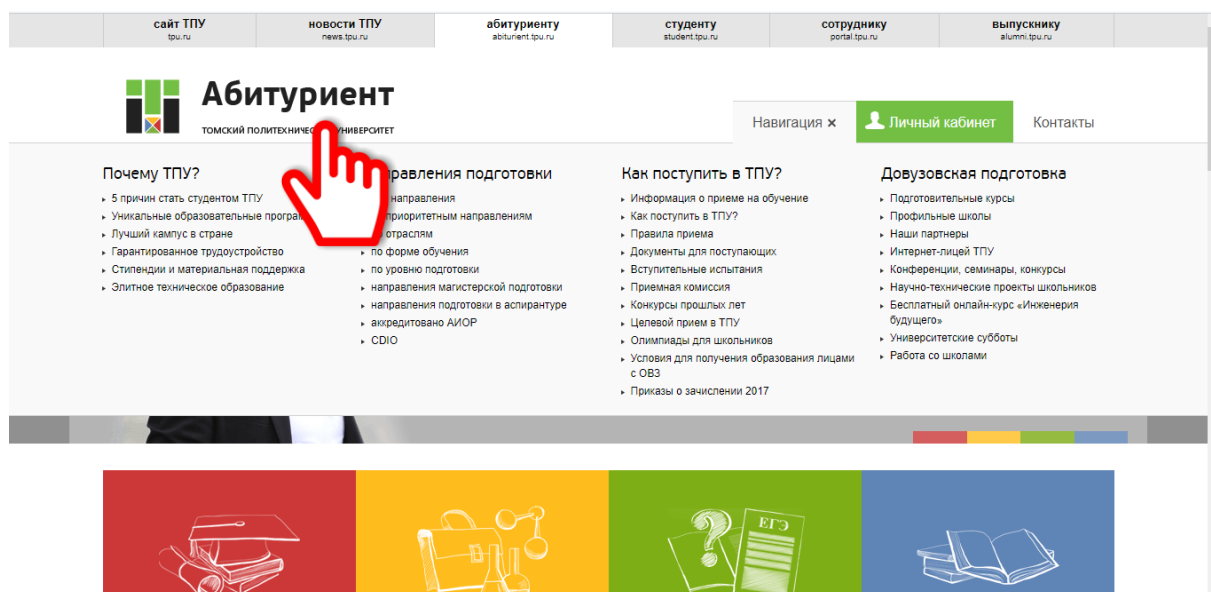 сайт ТПУ
tpu.ru
новости ТПУ
news.tpu.ru
абитуриенту
abiturient.tpu.ru
студенту
student.tpu.ru
сотруднику
portal.tpu.ru
выпускнику
alumni.tpu.ru
Абитуриент
ТОМСКИЙ ПОЛИТЕХНИЧЕС УНИВЕРСИТЕТ
Навигация ×
Личный кабинет
Контакты
Почему ТПУ?
5 причин стать студентом ТПУ
Уникальные образовательные
Лучший кампус в стране
Гарантированное трудоустройство
Стипендии и материальная поддержка
Элитное техническое образование
подготовки
направления
приоритетным направлениям
отраслям
по форме обучения
по уровню подготовки
направления магистерской подготовки
направления подготовки в аспирантуре
аккредитовано АИОР
CDIO
Как поступить в ТПУ?
Информация о приеме на обучение
Как поступить в ТПУ?
Правила приема
Документы для поступающих
Вступительные испытания
Приемная комиссия
Конкурсы прошлых лет
Целевой прием в ТПУ
Олимпиады для школьников
Условия для получения образования лицами
с ОВЗ
Приказы о зачислении 2017
Довузовская подготовка
Подготовительные курсы
Профильные школы
Наши партнеры
Интернет-лицей ТПУ
Конференции, семинары, конкурсы
Научно-технические проекты школьников
Бесплатный онлайн-курс «Инженерия
будущего»
Университетские субботы
Работа со школами
?
ЕГЭ